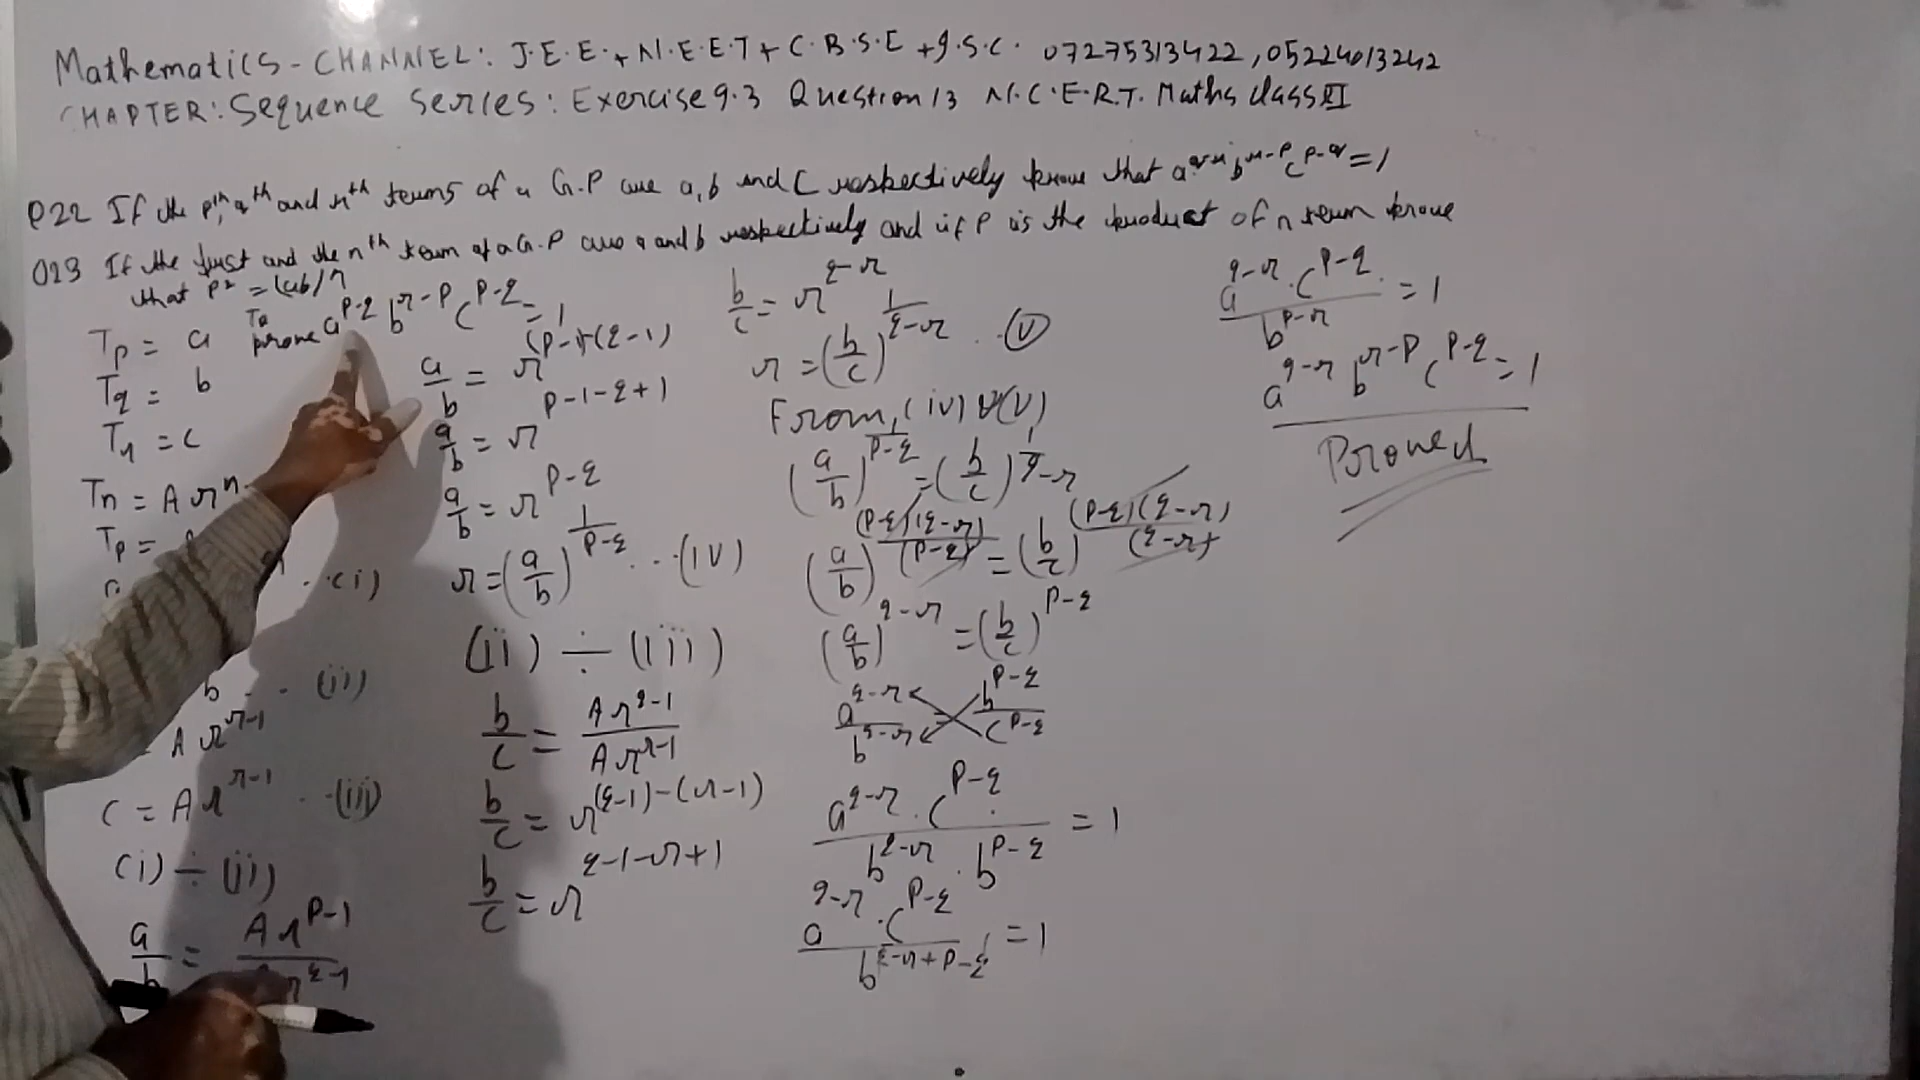 Mathematics - CHANNEL: J.E.E. + N.E.E.T + C.B.S.E + I.S.C. 07275313422, 05224013242
CHAPTER: Sequence Series: Exercise 9.3 Question 13 N.C.E.R.T. Maths class XI
Q22 If the pth, qth and rth terms of a G.P are a, b and C respectively prove that a^q-r b^r-p c^p-q = 1
Q23 If the first and the nth term of a G.P are a and b respectively and if P is the product of n term prove
that P² = (ab)^n
To prove a^P-q b^r-P c^P-q = 1
Tp = a
Tq = b
Tr = c
Tn = A r^n-
Tp =
..(i)
b .. (ii)
= A r^r-1
c = A r^r-1 ..(iii)
(i) ÷ (ii)
a/b = A r^P-1 / r^q-1
a/b = r^(P-1)-(q-1)
a/b = r^P-1-q+1
a/b = r^P-q
r = (a/b)^1/P-q ...(iv)
(ii) ÷ (iii)
b/c = A r^q-1 / A r^r-1
b/c = r^(q-1)-(r-1)
b/c = r^q-1-r+1
b/c = r^q-r
r = (b/c)^1/q-r ..(v)
From (iv) & (v)
(a/b)^1/P-q = (b/c)^1/q-r
(a/b)^(P-q)(q-r)/(P-q) = (b/c)^(P-q)(q-r)/(q-r)
(a/b)^q-r = (b/c)^P-q
a^q-r / b^q-r = b^P-q / c^P-q
a^q-r . c^P-q / b^q-r . b^P-q = 1
a^q-r . c^P-q / b^q-r+P-q = 1
a^q-r . c^P-q / b^P-r = 1
a^q-r b^r-P c^P-q = 1
Proved